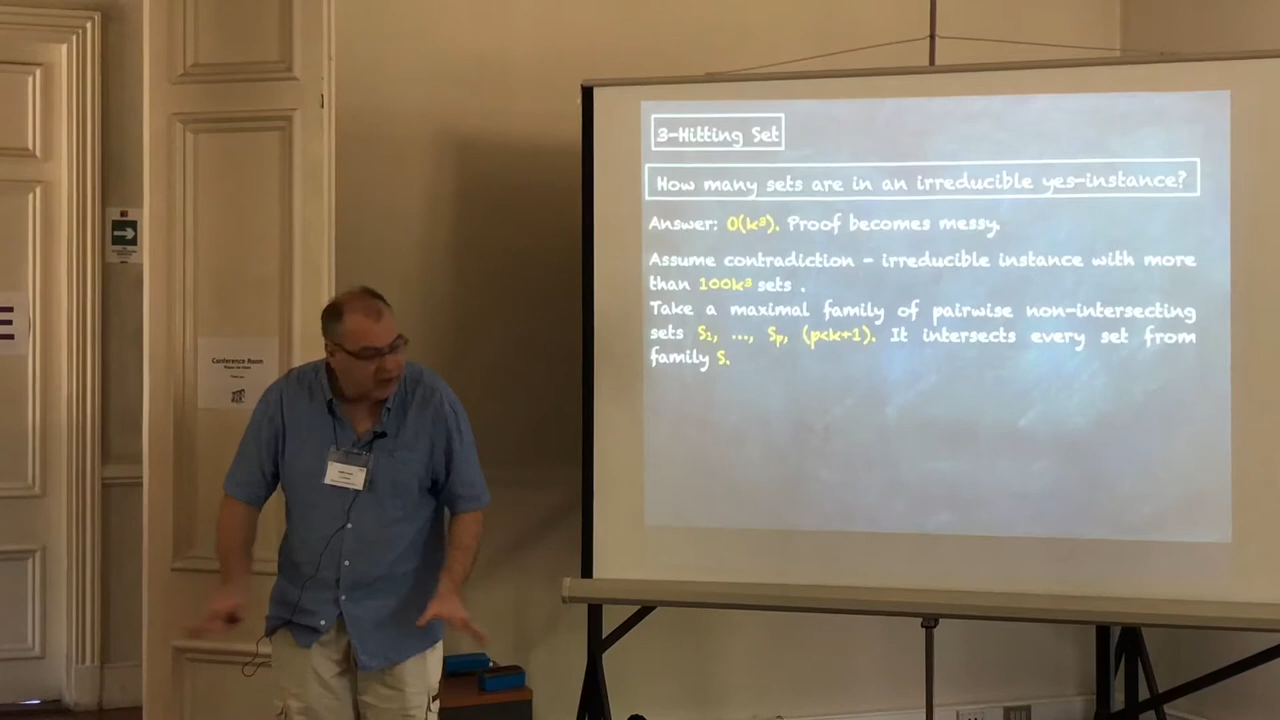 3-Hitting Set
How many sets are in an irreducible yes-instance?
Answer: O(k³). Proof becomes messy.
Assume contradiction - irreducible instance with more
than 100k³ sets .
Take a maximal family of pairwise non-intersecting
sets S₁, ..., Sₚ, (p<k+1). It intersects every set from
family S.
E
Conference Room